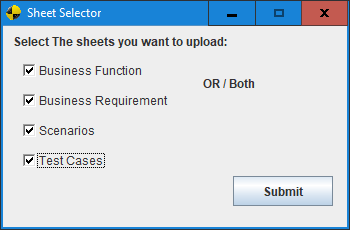 Sheet Selector
Select The sheets you want to upload:
Business Function
OR / Both
Business Requirement
Scenarios
Test Cases
Submit